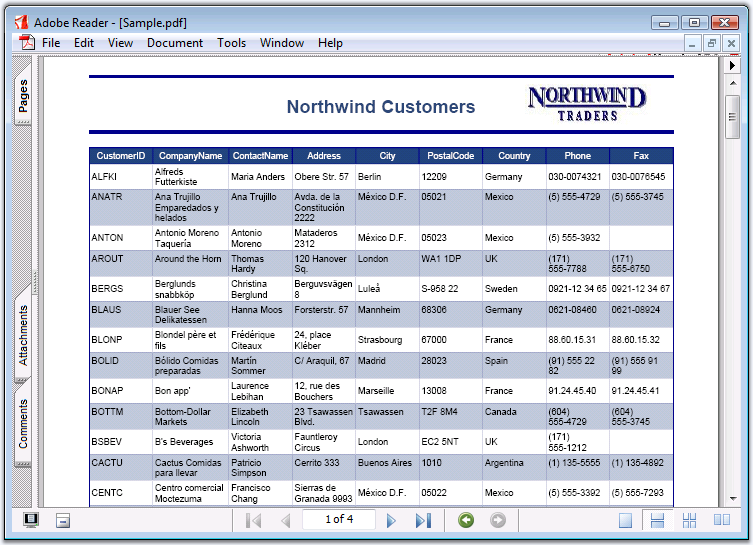 Adobe Reader - [Sample.pdf]
File Edit View Document Tools Window Help
Pages
Attachments
Comments
Northwind Customers
NORTHWIND
TRADERS
CustomerID CompanyName ContactName Address City PostalCode Country Phone Fax
ALFKI Alfreds Futterkiste Maria Anders Obere Str. 57 Berlin 12209 Germany 030-0074321 030-0076545
ANATR Ana Trujillo Emparedados y helados Ana Trujillo Avda. de la Constitución 2222 México D.F. 05021 Mexico (5) 555-4729 (5) 555-3745
ANTON Antonio Moreno Taquería Antonio Moreno Mataderos 2312 México D.F. 05023 Mexico (5) 555-3932
AROUT Around the Horn Thomas Hardy 120 Hanover Sq. London WA1 1DP UK (171) 555-7788 (171) 555-6750
BERGS Berglunds snabbköp Christina Berglund Berguvsvägen 8 Luleå S-958 22 Sweden 0921-12 34 65 0921-12 34 67
BLAUS Blauer See Delikatessen Hanna Moos Forsterstr. 57 Mannheim 68306 Germany 0621-08460 0621-08924
BLONP Blondel père et fils Frédérique Citeaux 24, place Kléber Strasbourg 67000 France 88.60.15.31 88.60.15.32
BOLID Bólido Comidas preparadas Martín Sommer C/ Araquil, 67 Madrid 28023 Spain (91) 555 22 82 (91) 555 91 99
BONAP Bon app' Laurence Lebihan 12, rue des Bouchers Marseille 13008 France 91.24.45.40 91.24.45.41
BOTTM Bottom-Dollar Markets Elizabeth Lincoln 23 Tsawassen Blvd. Tsawassen T2F 8M4 Canada (604) 555-4729 (604) 555-3745
BSBEV B's Beverages Victoria Ashworth Fauntleroy Circus London EC2 5NT UK (171) 555-1212
CACTU Cactus Comidas para llevar Patricio Simpson Cerrito 333 Buenos Aires 1010 Argentina (1) 135-5555 (1) 135-4892
CENTC Centro comercial Moctezuma Francisco Chang Sierras de Granada 9993 México D.F. 05022 Mexico (5) 555-3392 (5) 555-7293
1 of 4